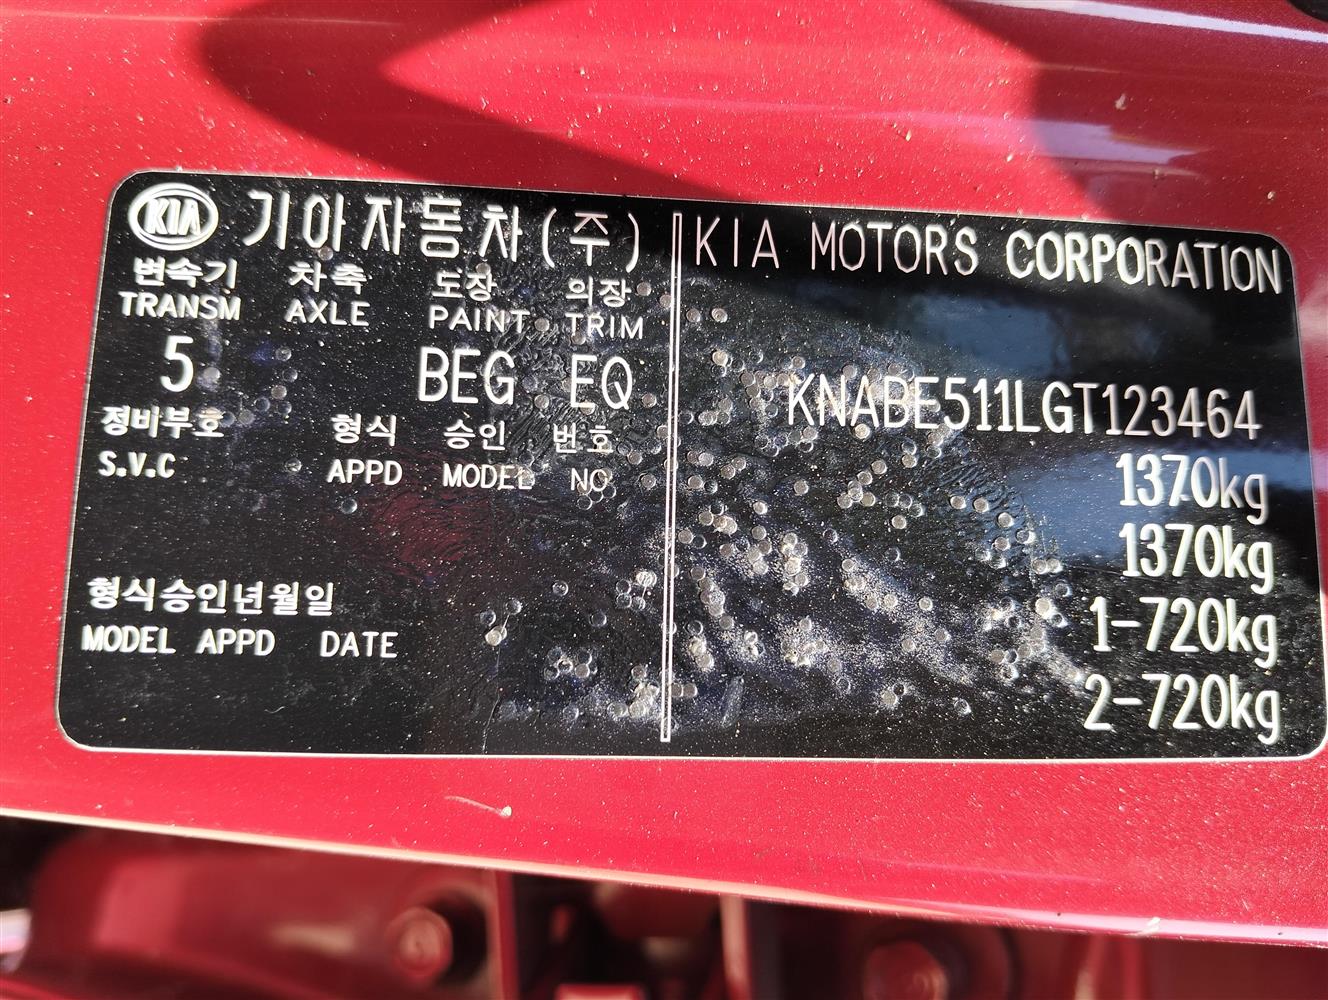 KIA 기아자동차(주) KIA MOTORS CORPORATION
변속기 차축 도장 의장
TRANSM AXLE PAINT TRIM
5 BEG EQ
KNABE511LGT123464
정비부호 형식 승인 번호
S.V.C APPD MODEL NO
1370kg
1370kg
형식승인년월일
MODEL APPD DATE
1-720kg
2-720kg